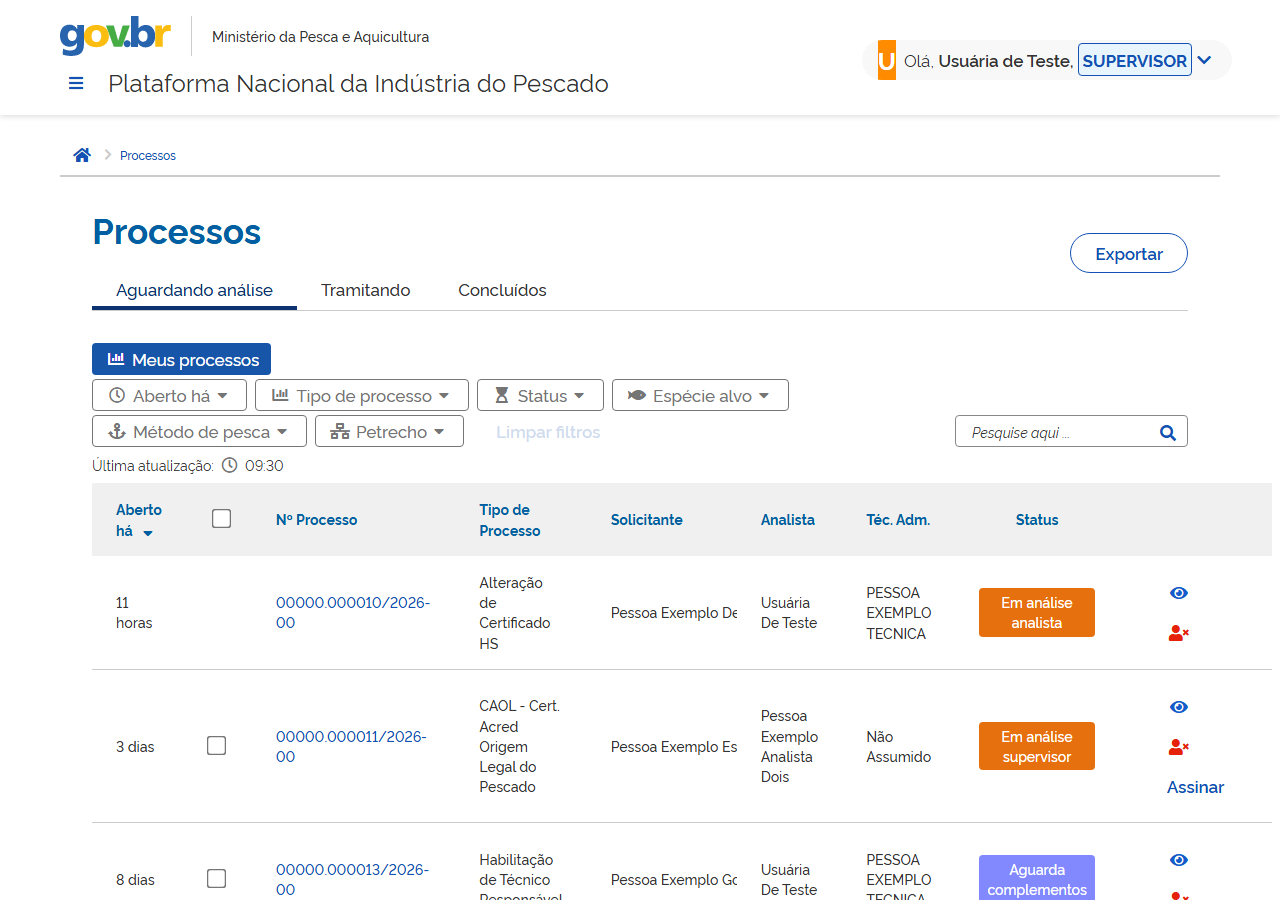 gov.br
Ministério da Pesca e Aquicultura
U Olá, Usuária de Teste, SUPERVISOR
Plataforma Nacional da Indústria do Pescado
Processos
Processos
Exportar
Aguardando análise Tramitando Concluídos
Meus processos
Aberto há Tipo de processo Status Espécie alvo
Método de pesca Petrecho Limpar filtros Pesquise aqui ...
Última atualização: 09:30
Aberto há Nº Processo Tipo de Processo Solicitante Analista Téc. Adm. Status
11 horas 00000.000010/2026-00 Alteração de Certificado HS Pessoa Exemplo De Usuária De Teste PESSOA EXEMPLO TECNICA Em análise analista
3 dias 00000.000011/2026-00 CAOL - Cert. Acred Origem Legal do Pescado Pessoa Exemplo Es Pessoa Exemplo Analista Dois Não Assumido Em análise supervisor Assinar
8 dias 00000.000013/2026-00 Habilitação de Técnico Responsável Pessoa Exemplo Go Usuária De Teste PESSOA EXEMPLO TECNICA Aguarda complementos